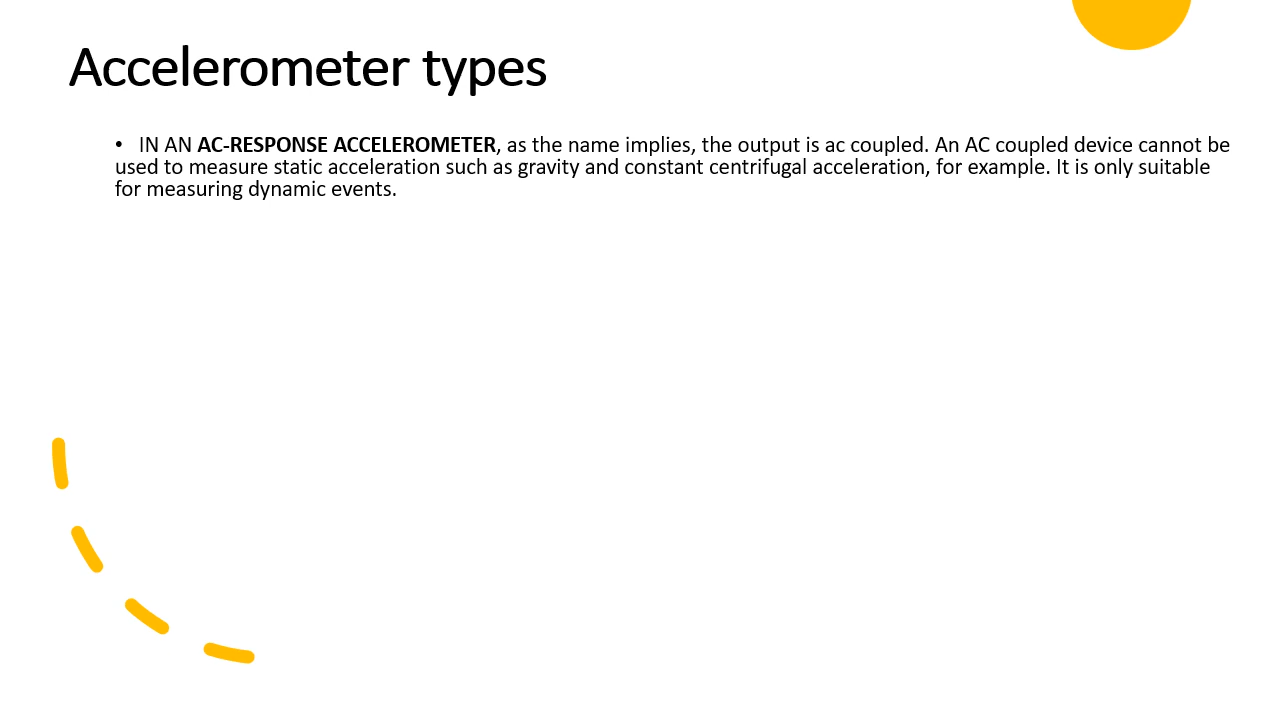 Accelerometer types
• IN AN AC-RESPONSE ACCELEROMETER, as the name implies, the output is ac coupled. An AC coupled device cannot be
used to measure static acceleration such as gravity and constant centrifugal acceleration, for example. It is only suitable
for measuring dynamic events.